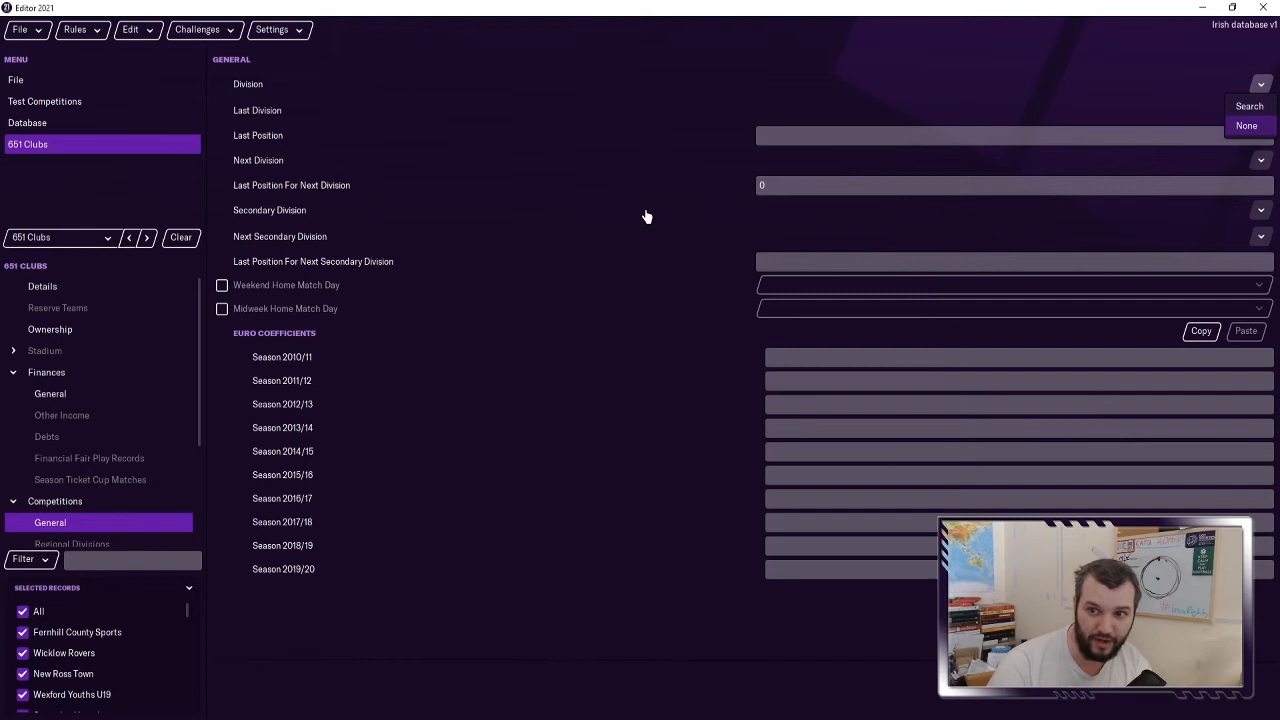 Editor 2021
File Rules Edit Challenges Settings Irish database v1
MENU
File
Test Competitions
Database
651 Clubs
651 Clubs Clear
651 CLUBS
Details
Reserve Teams
Ownership
Stadium
Finances
General
Other Income
Debts
Financial Fair Play Records
Season Ticket Cup Matches
Competitions
General
Regional Divisions
Filter
SELECTED RECORDS
All
Fernhill County Sports
Wicklow Rovers
New Ross Town
Wexford Youths U19
GENERAL
Division
Search
None
Last Division
Last Position
Next Division
Last Position For Next Division 0
Secondary Division
Next Secondary Division
Last Position For Next Secondary Division
Weekend Home Match Day
Midweek Home Match Day
EURO COEFFICIENTS Copy Paste
Season 2010/11
Season 2011/12
Season 2012/13
Season 2013/14
Season 2014/15
Season 2015/16
Season 2016/17
Season 2017/18
Season 2018/19
Season 2019/20